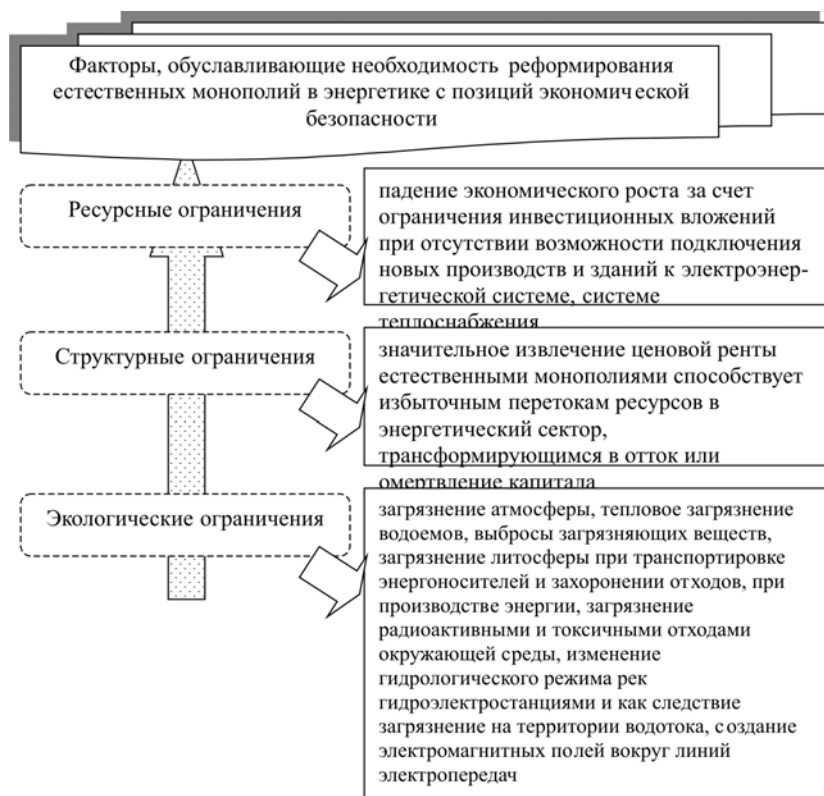 Факторы, обуславливающие необходимость реформирования
естественных монополий в энергетике с позиций экономической
безопасности
Ресурсные ограничения
падение экономического роста за счет
ограничения инвестиционных вложений
при отсутствии возможности подключения
новых производств и зданий к электроэнер-
гетической системе, системе
теплоснабжения
Структурные ограничения
значительное извлечение ценовой ренты
естественными монополиями способствует
избыточным перетокам ресурсов в
энергетический сектор,
трансформирующимся в отток или
омертвление капитала
Экологические ограничения
загрязнение атмосферы, тепловое загрязнение
водоемов, выбросы загрязняющих веществ,
загрязнение литосферы при транспортировке
энергоносителей и захоронении отходов, при
производстве энергии, загрязнение
радиоактивными и токсичными отходами
окружающей среды, изменение
гидрологического режима рек
гидроэлектростанциями и как следствие
загрязнение на территории водотока, создание
электромагнитных полей вокруг линий
электропередач